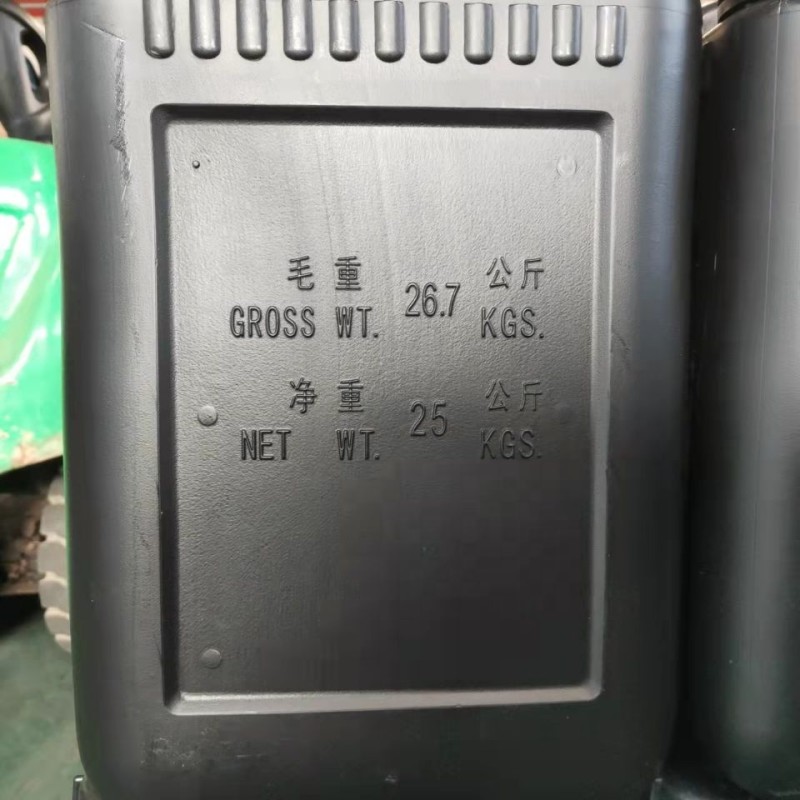 毛重 26.7 公斤
GROSS WT. KGS.
净重 25 公斤
NET WT. KGS.